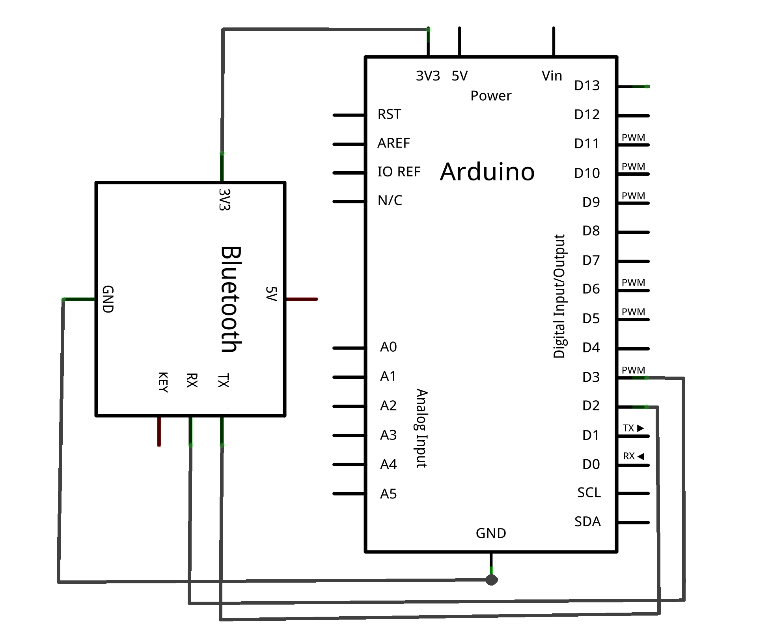 3V3 5V Vin
Power
Arduino
RST
AREF
IO REF
N/C
A0
A1
A2
A3
A4
A5
Analog Input
Digital Input/Output
D13
D12
D11 PWM
D10 PWM
D9 PWM
D8
D7
D6 PWM
D5 PWM
D4
D3 PWM
D2
D1 TX ▶
D0 RX ◀
SCL
SDA
GND
3V3
Bluetooth
GND
5V
KEY
RX
TX